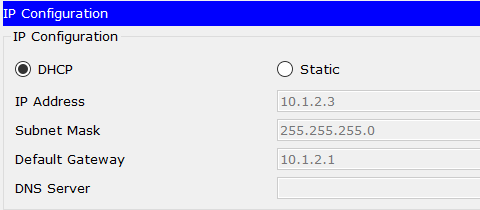 IP Configuration
IP Configuration
DHCP Static
IP Address 10.1.2.3
Subnet Mask 255.255.255.0
Default Gateway 10.1.2.1
DNS Server